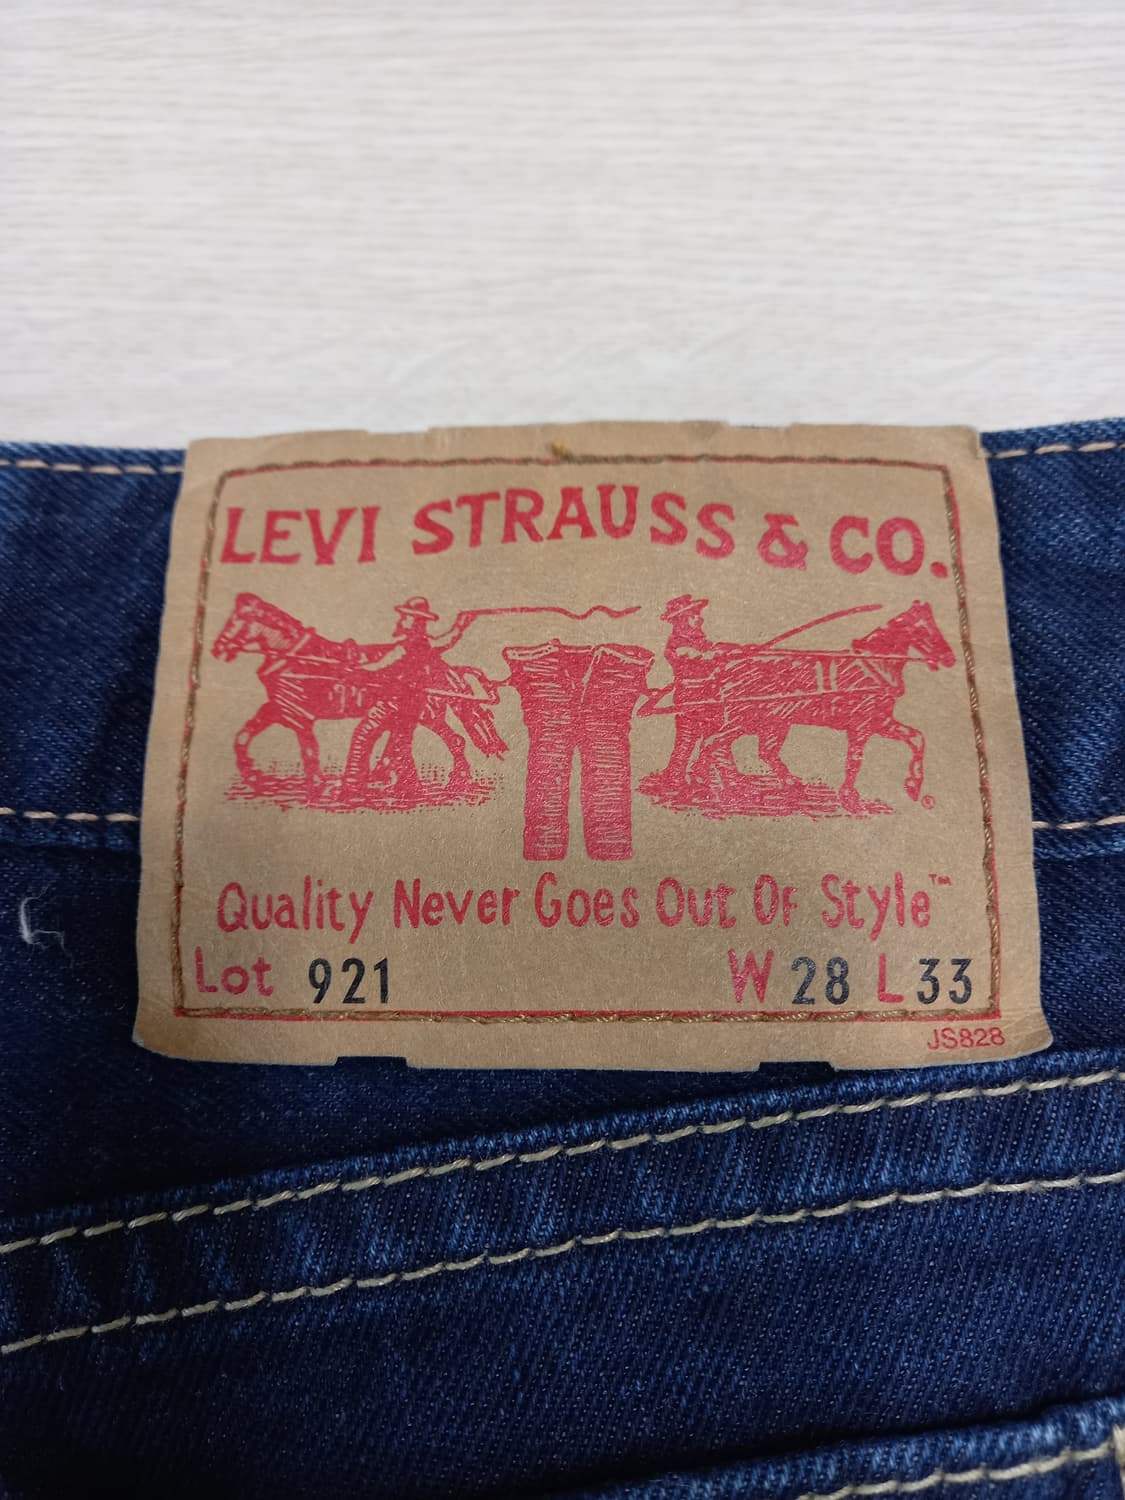 LEVI STRAUSS & CO.
®
Quality Never Goes Out Of Style™
Lot 921 W 28 L 33
JS828